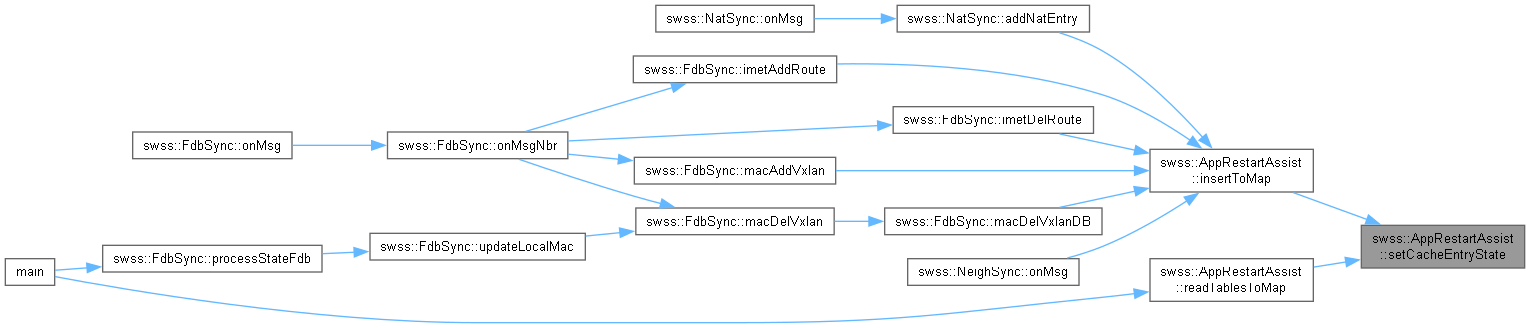 swss::NatSync::onMsg
swss::NatSync::addNatEntry
swss::FdbSync::imetAddRoute
swss::FdbSync::imetDelRoute
swss::FdbSync::onMsg
swss::FdbSync::onMsgNbr
swss::FdbSync::macAddVxlan
swss::AppRestartAssist
::insertToMap
swss::FdbSync::macDelVxlan
swss::FdbSync::macDelVxlanDB
swss::FdbSync::updateLocalMac
swss::AppRestartAssist
::setCacheEntryState
main
swss::FdbSync::processStateFdb
swss::NeighSync::onMsg
swss::AppRestartAssist
::readTablesToMap